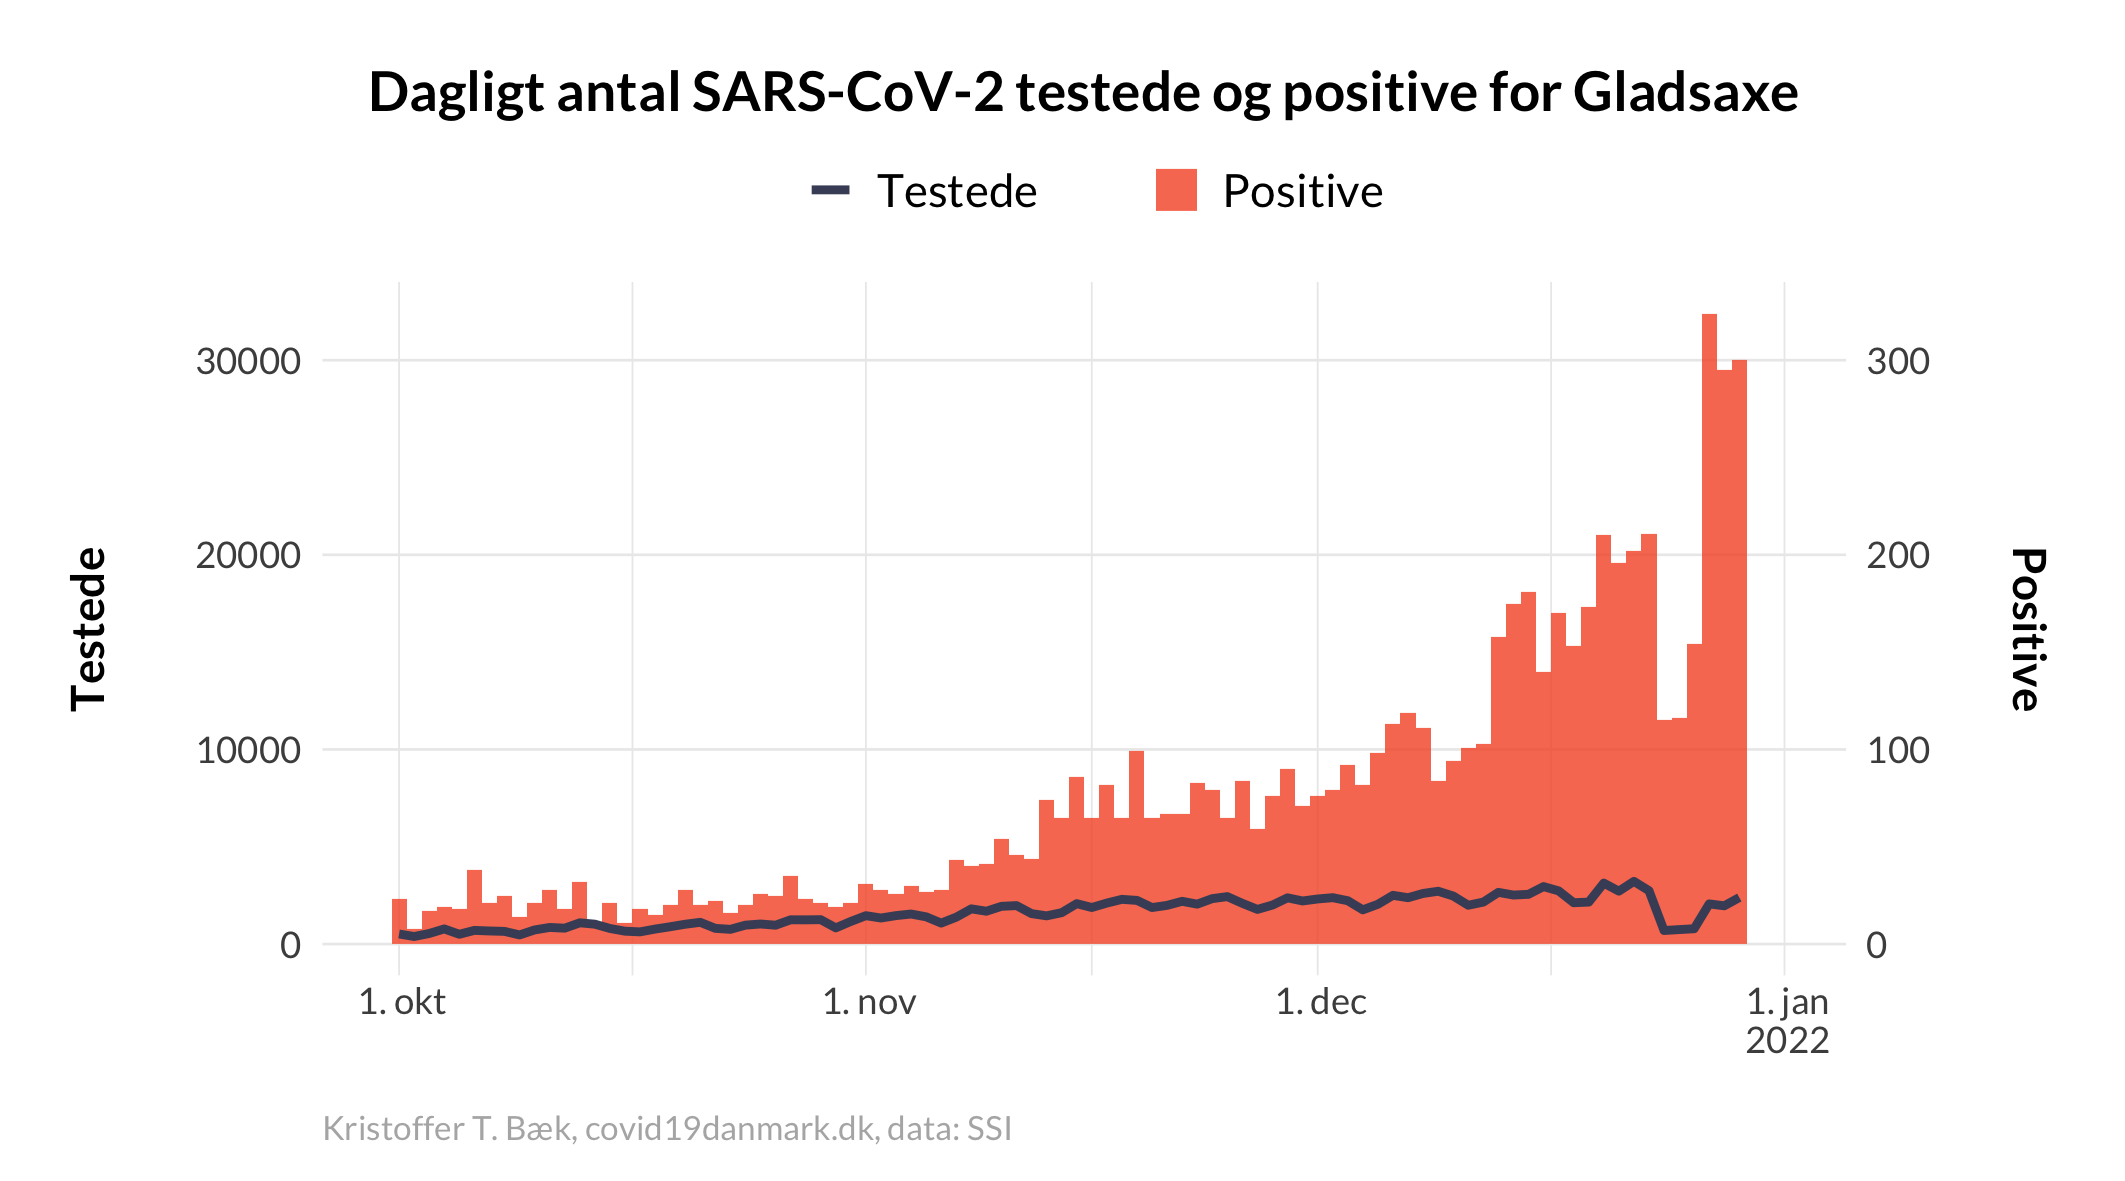 Dagligt antal SARS-CoV-2 testede og positive for Gladsaxe
Testede
Positive
30000
20000
10000
0
300
200
100
0
Testede
Positive
1. okt
1. nov
1. dec
1. jan
2022
Kristoffer T. Bæk, covid19danmark.dk, data: SSI